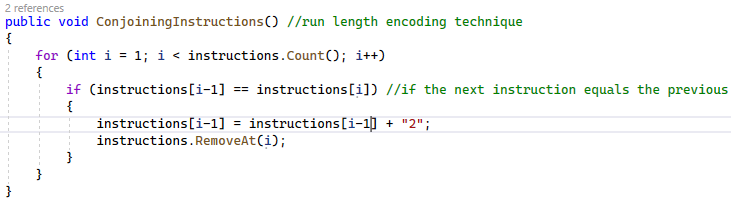 2 references
public void ConjoiningInstructions() //run length encoding technique
{
for (int i = 1; i < instructions.Count(); i++)
{
if (instructions[i-1] == instructions[i]) //if the next instruction equals the previous
{
instructions[i-1] = instructions[i-1] + "2";
instructions.RemoveAt(i);
}
}
}